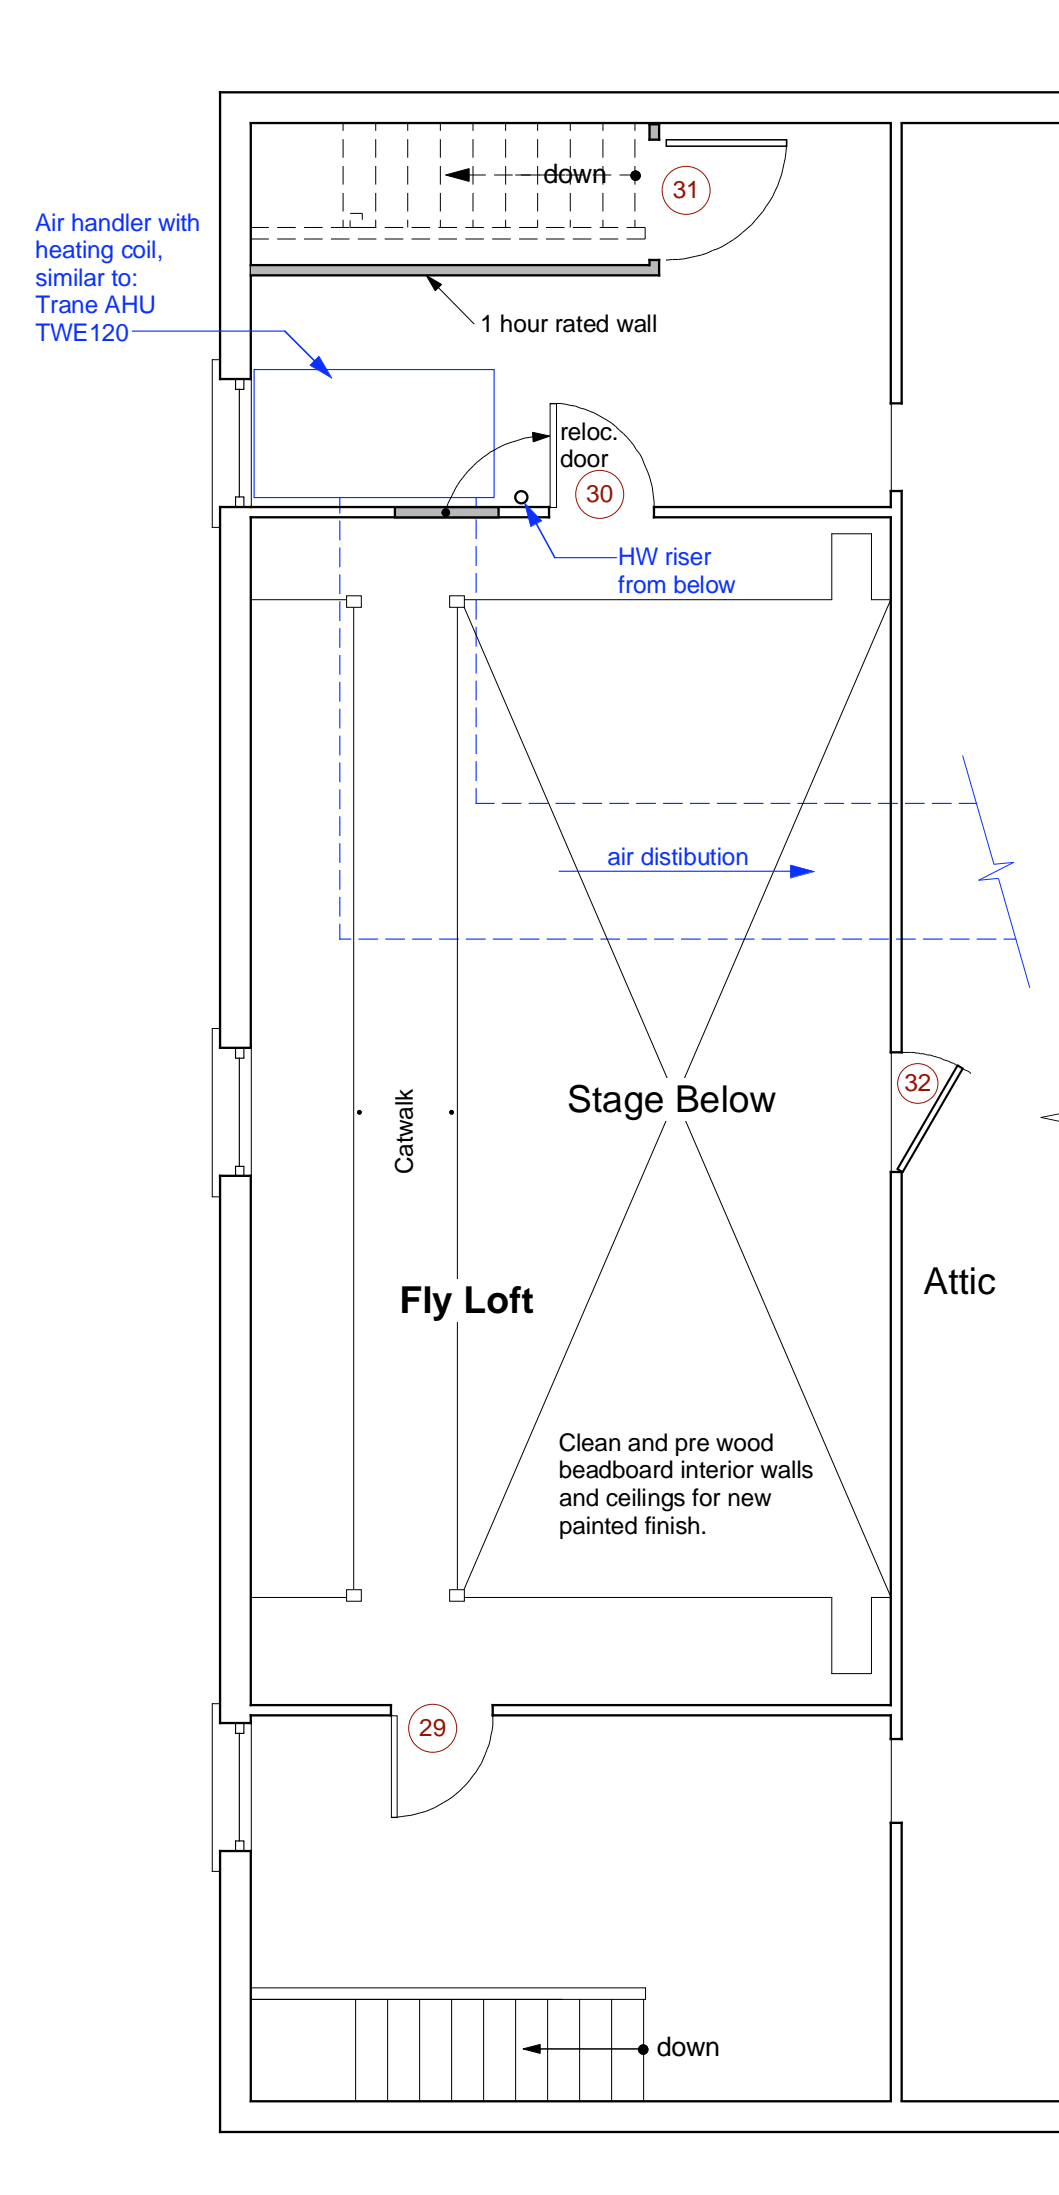 down
31
Air handler with
heating coil,
similar to:
Trane AHU
TWE120
1 hour rated wall
reloc.
door
30
HW riser
from below
air distibution
32
Stage Below
Catwalk
Attic
Fly Loft
Clean and pre wood
beadboard interior walls
and ceilings for new
painted finish.
29
down